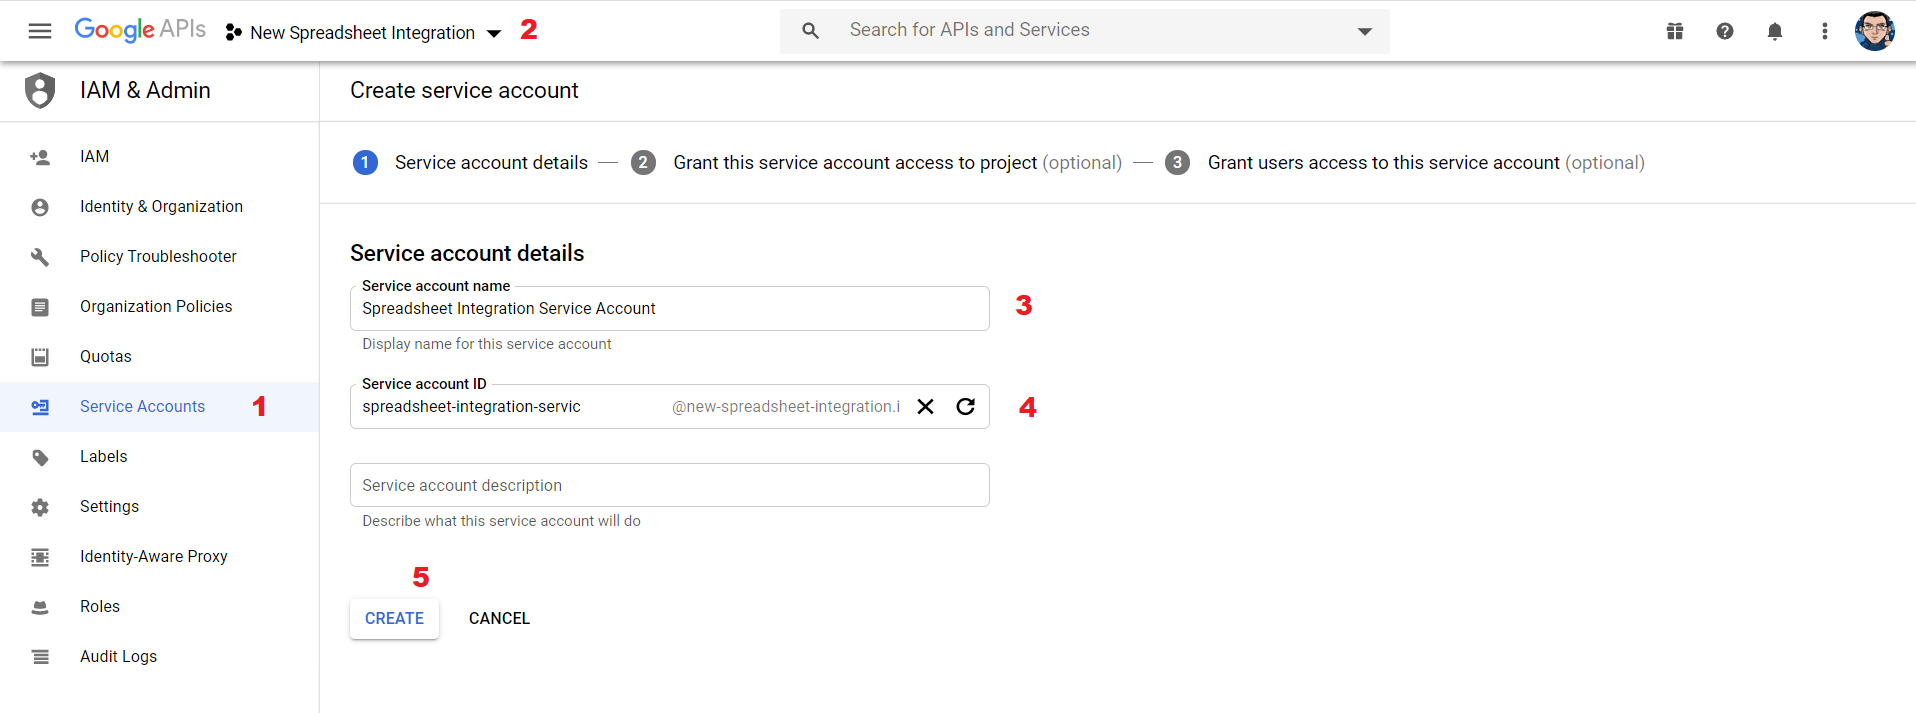 Google APIs New Spreadsheet Integration 2 Search for APIs and Services
IAM & Admin
Create service account
IAM
Identity & Organization
Policy Troubleshooter
Organization Policies
Quotas
Service Accounts 1
Labels
Settings
Identity-Aware Proxy
Roles
Audit Logs
1 Service account details — 2 Grant this service account access to project (optional) — 3 Grant users access to this service account (optional)
Service account details
Service account name
Spreadsheet Integration Service Account 3
Display name for this service account
Service account ID
spreadsheet-integration-servic @new-spreadsheet-integration.i 4
Service account description
Describe what this service account will do
5
CREATE CANCEL